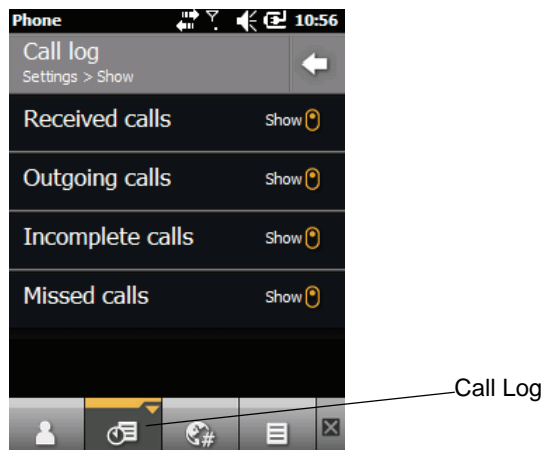 Phone 10:56
Call log
Settings > Show
Received calls Show
Outgoing calls Show
Incomplete calls Show
Missed calls Show
#
Call Log